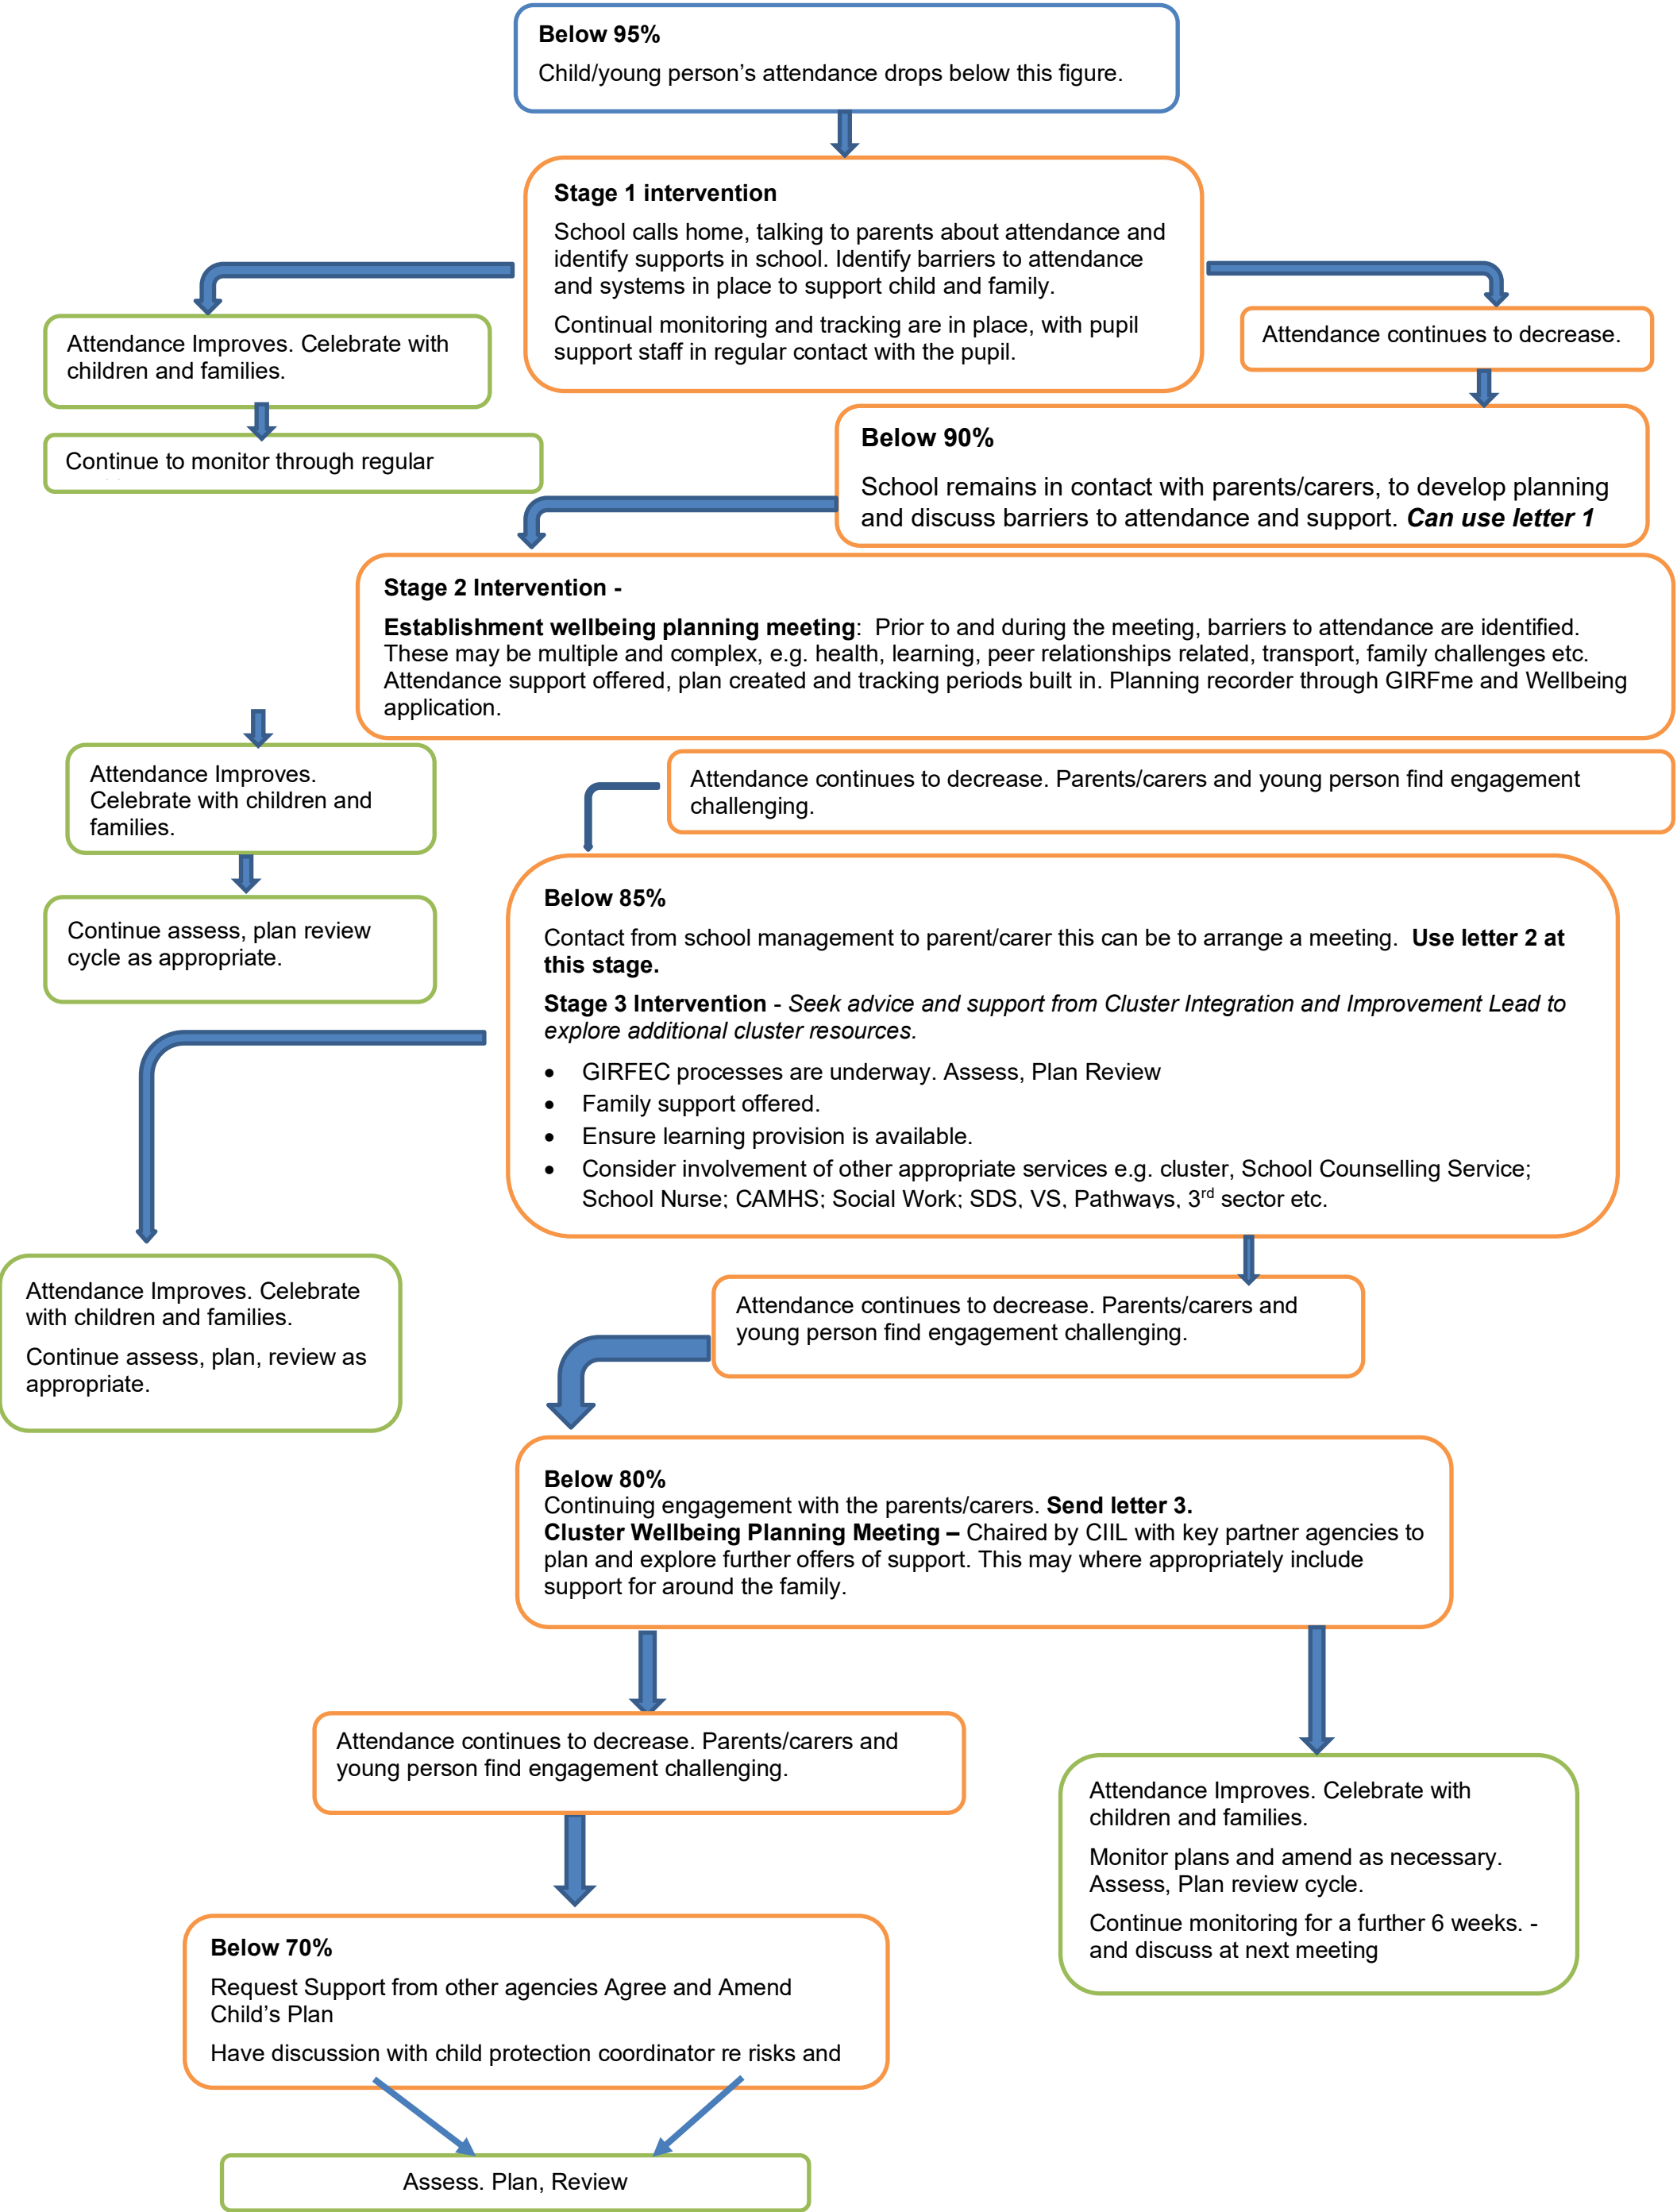 Below 95%
Child/young person's attendance drops below this figure.
Stage 1 intervention
School calls home, talking to parents about attendance and
identify supports in school. Identify barriers to attendance
and systems in place to support child and family.
Continual monitoring and tracking are in place, with pupil
support staff in regular contact with the pupil.
Attendance Improves. Celebrate with
children and families.
Attendance continues to decrease.
Continue to monitor through regular
Below 90%
School remains in contact with parents/carers, to develop planning
and discuss barriers to attendance and support. Can use letter 1
Stage 2 Intervention -
Establishment wellbeing planning meeting:  Prior to and during the meeting, barriers to attendance are identified.
These may be multiple and complex, e.g. health, learning, peer relationships related, transport, family challenges etc.
Attendance support offered, plan created and tracking periods built in. Planning recorder through GIRFme and Wellbeing
application.
Attendance Improves.
Celebrate with children and
families.
Attendance continues to decrease. Parents/carers and young person find engagement
challenging.
Continue assess, plan review
cycle as appropriate.
Below 85%
Contact from school management to parent/carer this can be to arrange a meeting.  Use letter 2 at
this stage.
Stage 3 Intervention - Seek advice and support from Cluster Integration and Improvement Lead to
explore additional cluster resources.
• GIRFEC processes are underway. Assess, Plan Review
• Family support offered.
• Ensure learning provision is available.
• Consider involvement of other appropriate services e.g. cluster, School Counselling Service;
School Nurse; CAMHS; Social Work; SDS, VS, Pathways, 3rd sector etc.
Attendance Improves. Celebrate
with children and families.
Continue assess, plan, review as
appropriate.
Attendance continues to decrease. Parents/carers and
young person find engagement challenging.
Below 80%
Continuing engagement with the parents/carers. Send letter 3.
Cluster Wellbeing Planning Meeting – Chaired by CIIL with key partner agencies to
plan and explore further offers of support. This may where appropriately include
support for around the family.
Attendance continues to decrease. Parents/carers and
young person find engagement challenging.
Attendance Improves. Celebrate with
children and families.
Monitor plans and amend as necessary.
Assess, Plan review cycle.
Continue monitoring for a further 6 weeks. -
and discuss at next meeting
Below 70%
Request Support from other agencies Agree and Amend
Child's Plan
Have discussion with child protection coordinator re risks and
Assess. Plan, Review